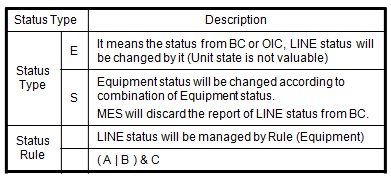 Status Type
Description
Status
Type
E
It means the status from BC or OIC, LINE status will
be changed by it (Unit state is not valuable)
S
Equipment status will be changed according to
combination of Equipment status.
MES will discard the report of LINE status from BC.
Status
Rule
LINE status will be managed by Rule (Equipment)
( A | B ) & C